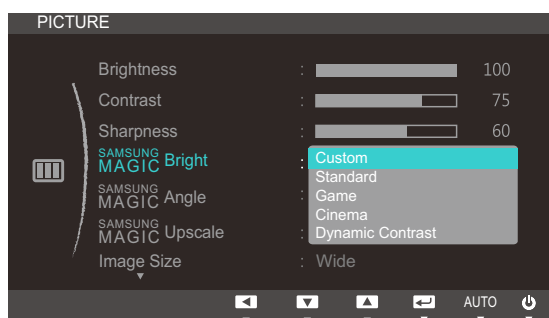 PICTURE
Brightness : 100
Contrast : 75
Sharpness : 60
SAMSUNG MAGIC Bright :
Custom
Standard
Game
Cinema
Dynamic Contrast
SAMSUNG MAGIC Angle :
SAMSUNG MAGIC Upscale :
Image Size : Wide
AUTO